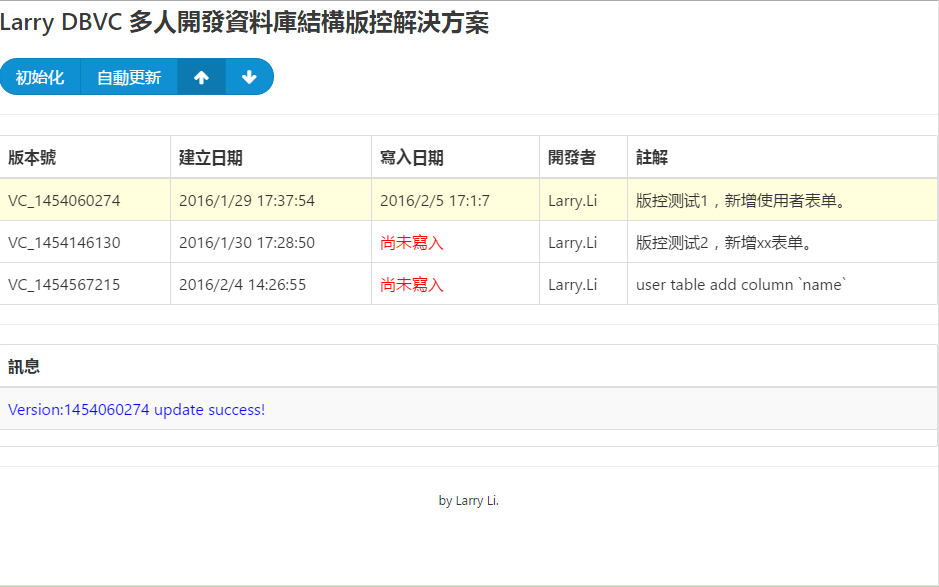 Larry DBVC 多人開發資料庫結構版控解決方案
初始化 自動更新
版本號 建立日期 寫入日期 開發者 註解
VC_1454060274 2016/1/29 17:37:54 2016/2/5 17:1:7 Larry.Li 版控测试1，新增使用者表单。
VC_1454146130 2016/1/30 17:28:50 尚未寫入 Larry.Li 版控测试2，新增xx表单。
VC_1454567215 2016/2/4 14:26:55 尚未寫入 Larry.Li user table add column `name`
訊息
Version:1454060274 update success!
by Larry Li.